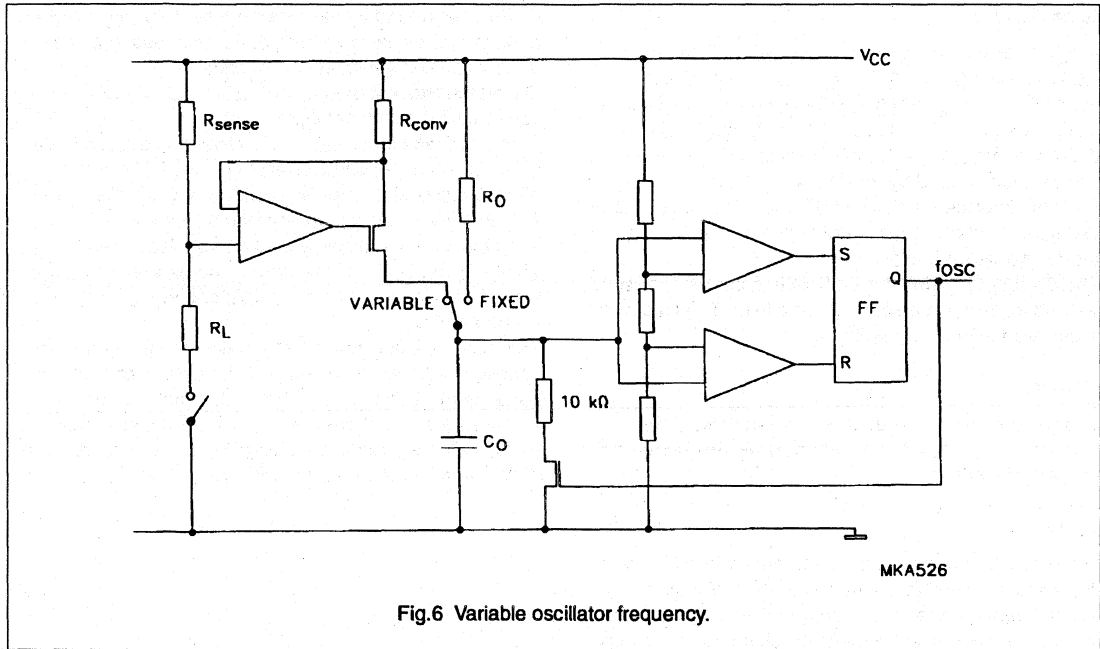 VCC
Rsense
Rconv
RO
S
Q
fOSC
VARIABLE
FIXED
FF
RL
R
10 kΩ
CO
MKA526
Fig.6 Variable oscillator frequency.